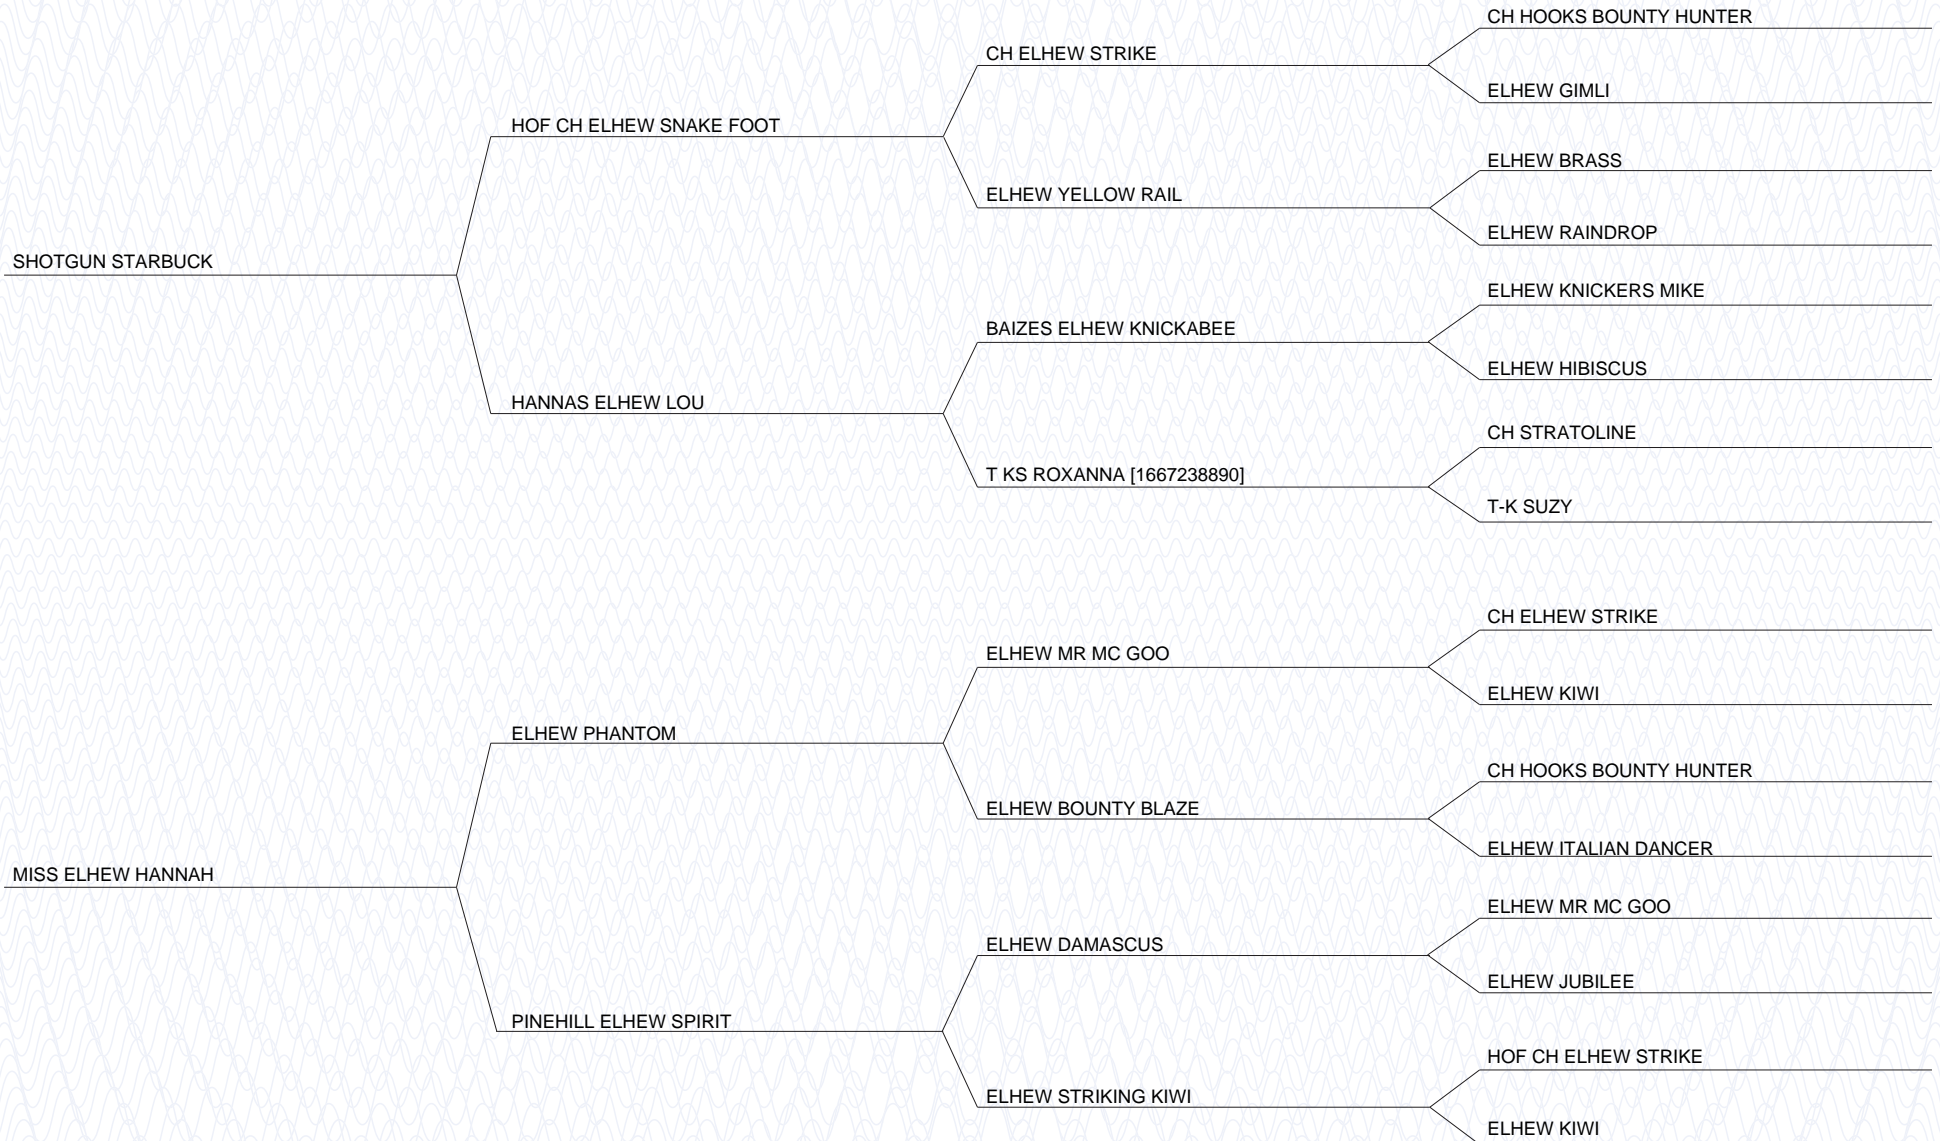 CH HOOKS BOUNTY HUNTER
CH ELHEW STRIKE
ELHEW GIMLI
HOF CH ELHEW SNAKE FOOT
ELHEW BRASS
ELHEW YELLOW RAIL
ELHEW RAINDROP
SHOTGUN STARBUCK
ELHEW KNICKERS MIKE
BAIZES ELHEW KNICKABEE
ELHEW HIBISCUS
HANNAS ELHEW LOU
CH STRATOLINE
T KS ROXANNA [1667238890]
T-K SUZY
CH ELHEW STRIKE
ELHEW MR MC GOO
ELHEW KIWI
ELHEW PHANTOM
CH HOOKS BOUNTY HUNTER
ELHEW BOUNTY BLAZE
ELHEW ITALIAN DANCER
MISS ELHEW HANNAH
ELHEW MR MC GOO
ELHEW DAMASCUS
ELHEW JUBILEE
PINEHILL ELHEW SPIRIT
HOF CH ELHEW STRIKE
ELHEW STRIKING KIWI
ELHEW KIWI